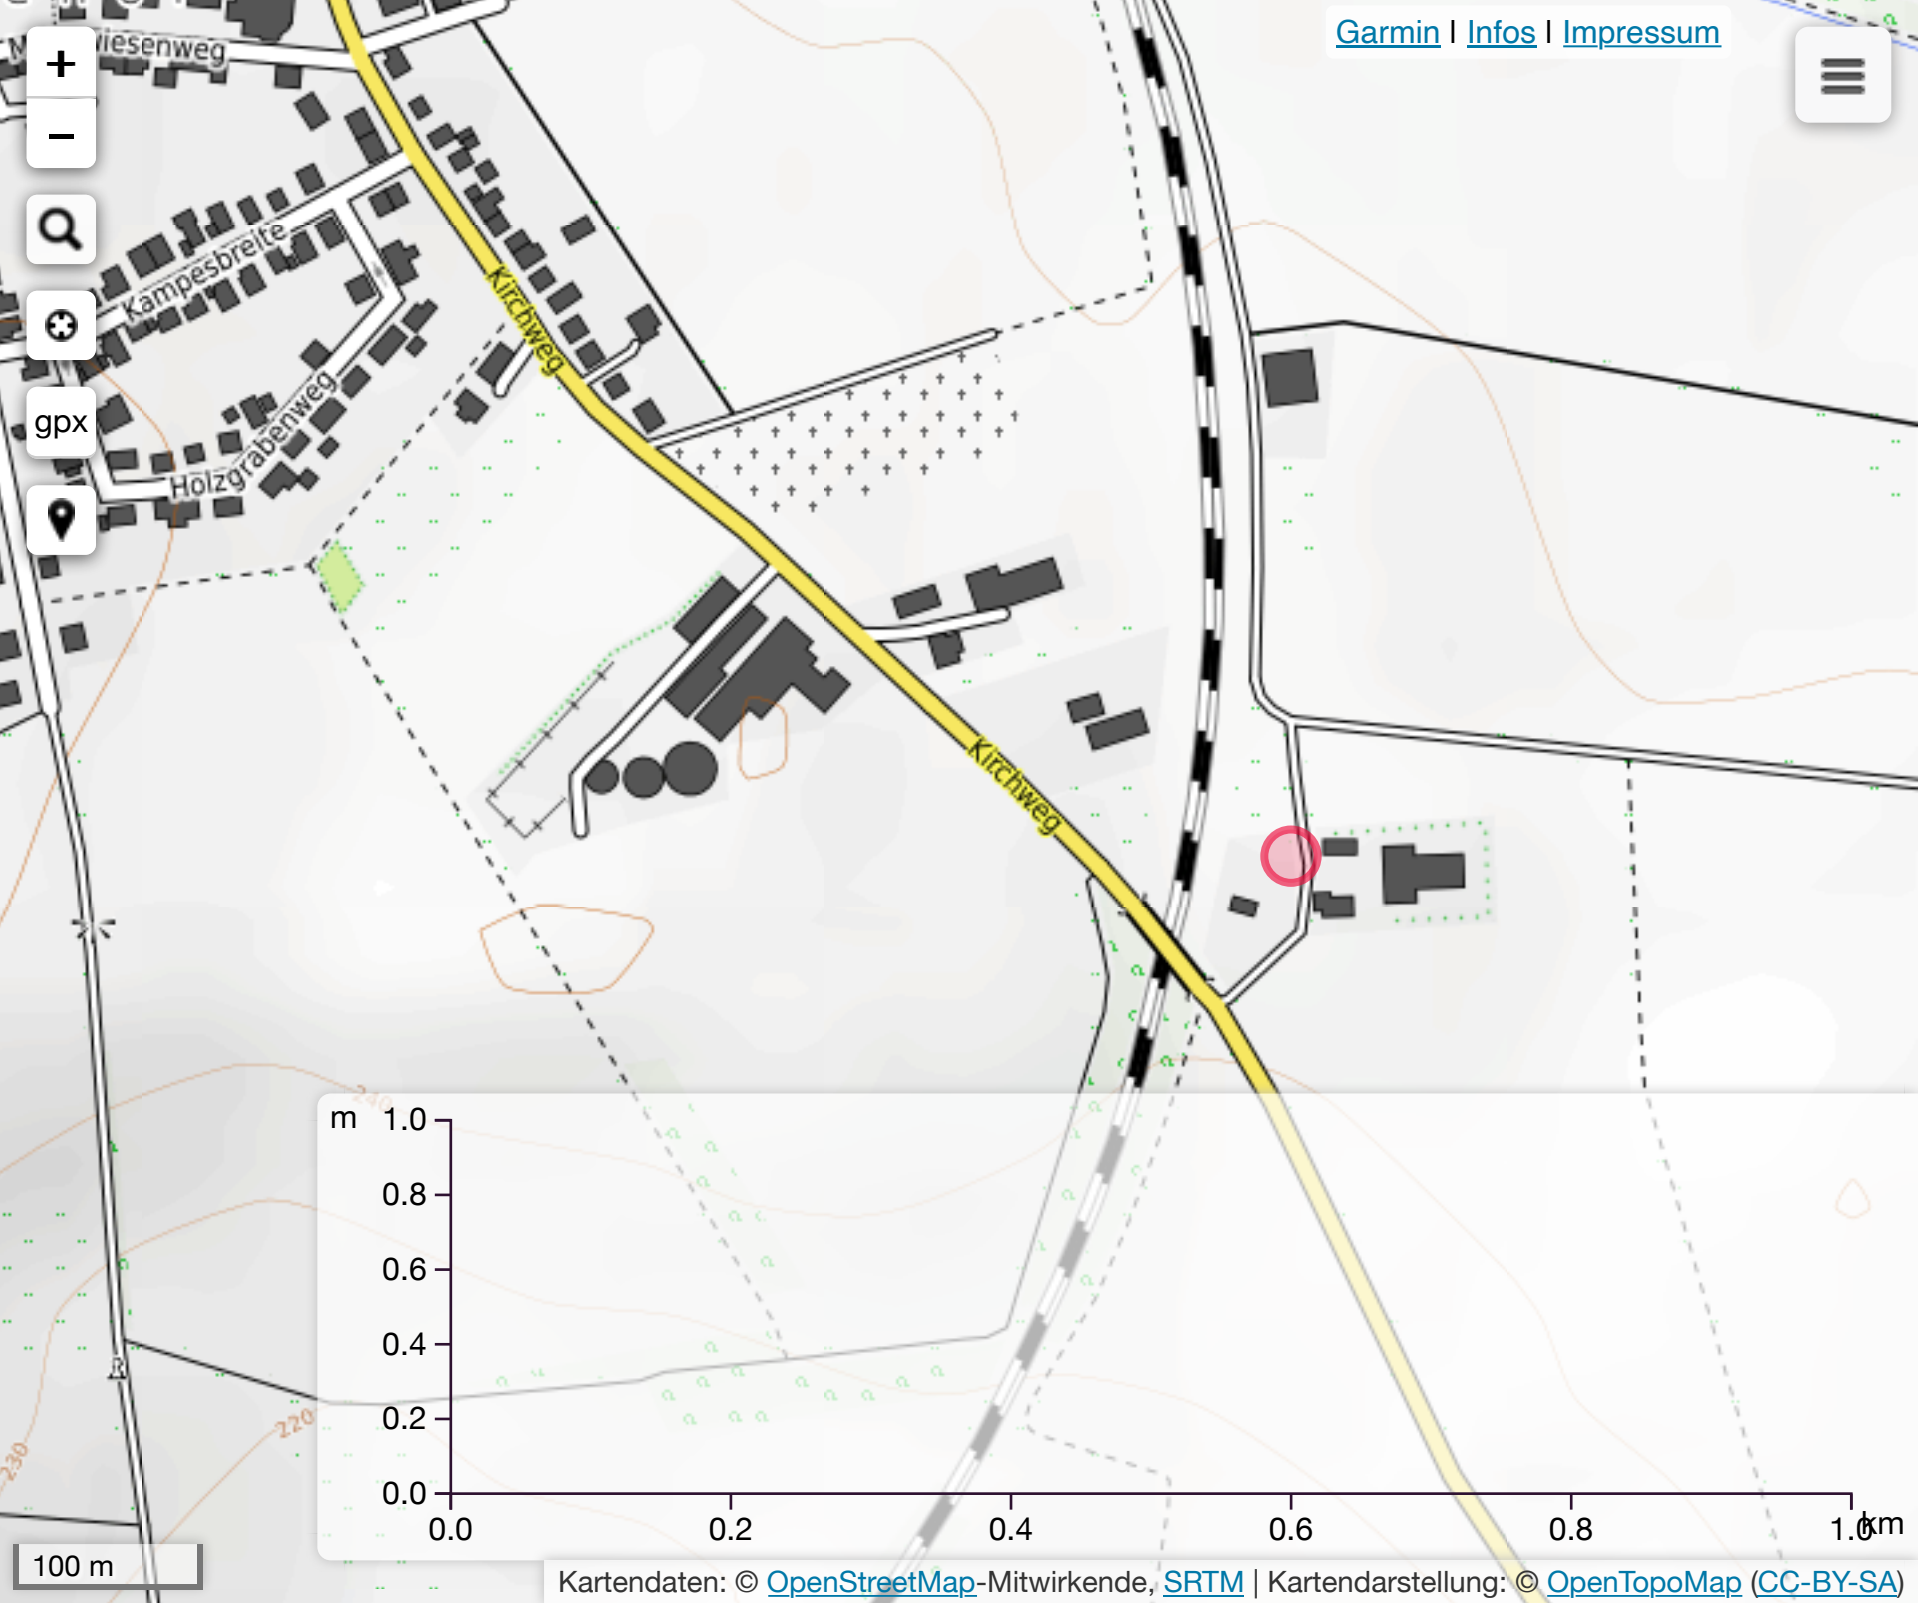 Garmin | Infos | Impressum
wiesenweg
+
−
gpx
Kampesbreite
Kirchweg
Holzgrabenweg
Kirchweg
240
220
230
m
1.0
0.8
0.6
0.4
0.2
0.0
0.0 0.2 0.4 0.6 0.8 1.0 km
100 m
Kartendaten: © OpenStreetMap-Mitwirkende, SRTM | Kartendarstellung: © OpenTopoMap (CC-BY-SA)